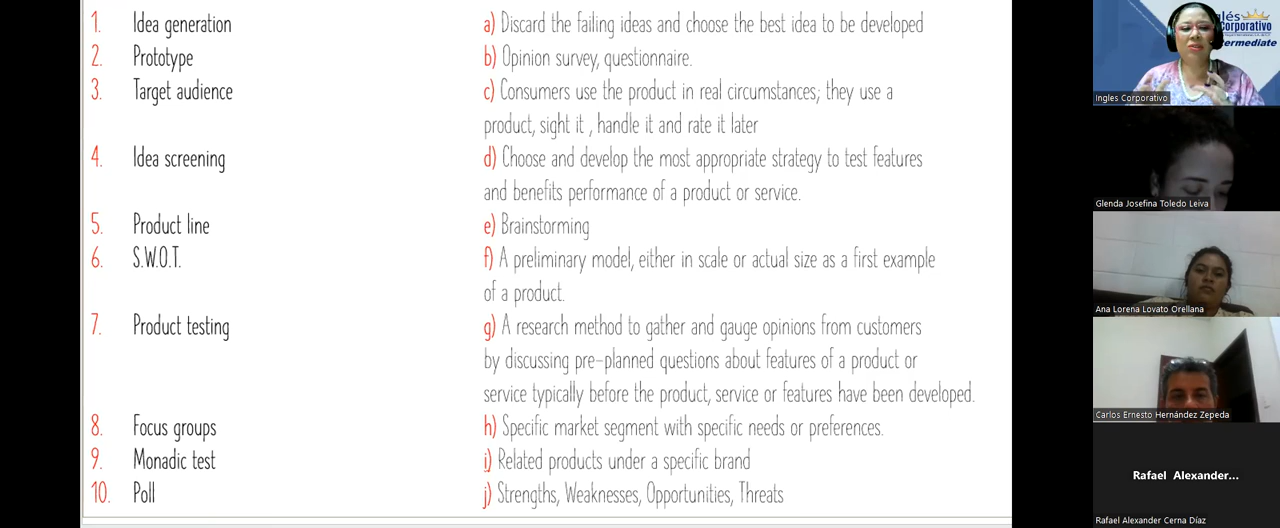 1. Idea generation
2. Prototype
3. Target audience
4. Idea screening
5. Product line
6. S.W.O.T.
7. Product testing
8. Focus groups
9. Monadic test
10. Poll
a) Discard the failing ideas and choose the best idea to be developed
b) Opinion survey, questionnaire.
c) Consumers use the product in real circumstances; they use a
product, sight it , handle it and rate it later
d) Choose and develop the most appropriate strategy to test features
and benefits performance of a product or service.
e) Brainstorming
f) A preliminary model, either in scale or actual size as a first example
of a product.
g) A research method to gather and gauge opinions from customers
by discussing pre-planned questions about features of a product or
service typically before the product, service or features have been developed.
h) Specific market segment with specific needs or preferences.
i) Related products under a specific brand
j) Strengths, Weaknesses, Opportunities, Threats
glés
Corporativo
termediate
Ingles Corporativo
Glenda Josefina Toledo Leiva
Ana Lorena Lovato Orellana
Carlos Ernesto Hernández Zepeda
Rafael Alexander...
Rafael Alexander Cerna Díaz